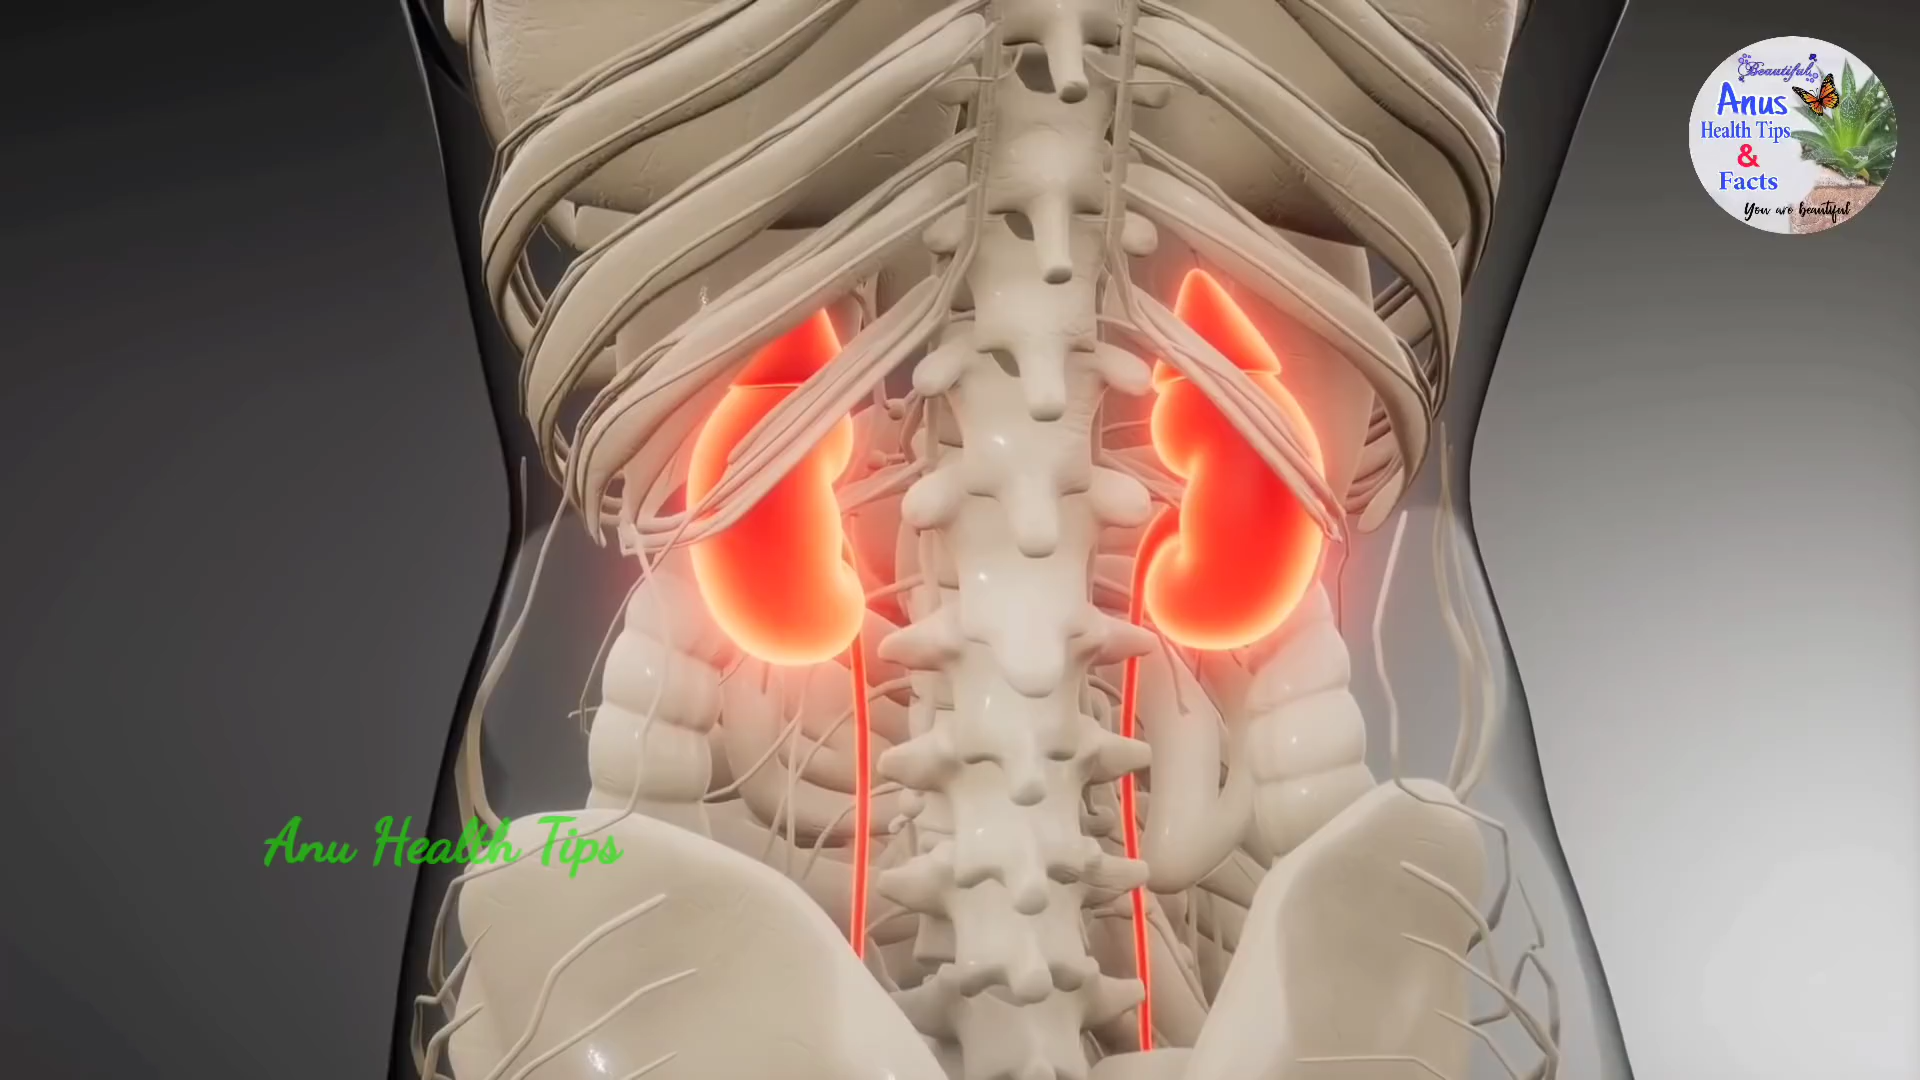 Beautiful
Anus
Health Tips
&
Facts
You are beautiful
Anu Health Tips